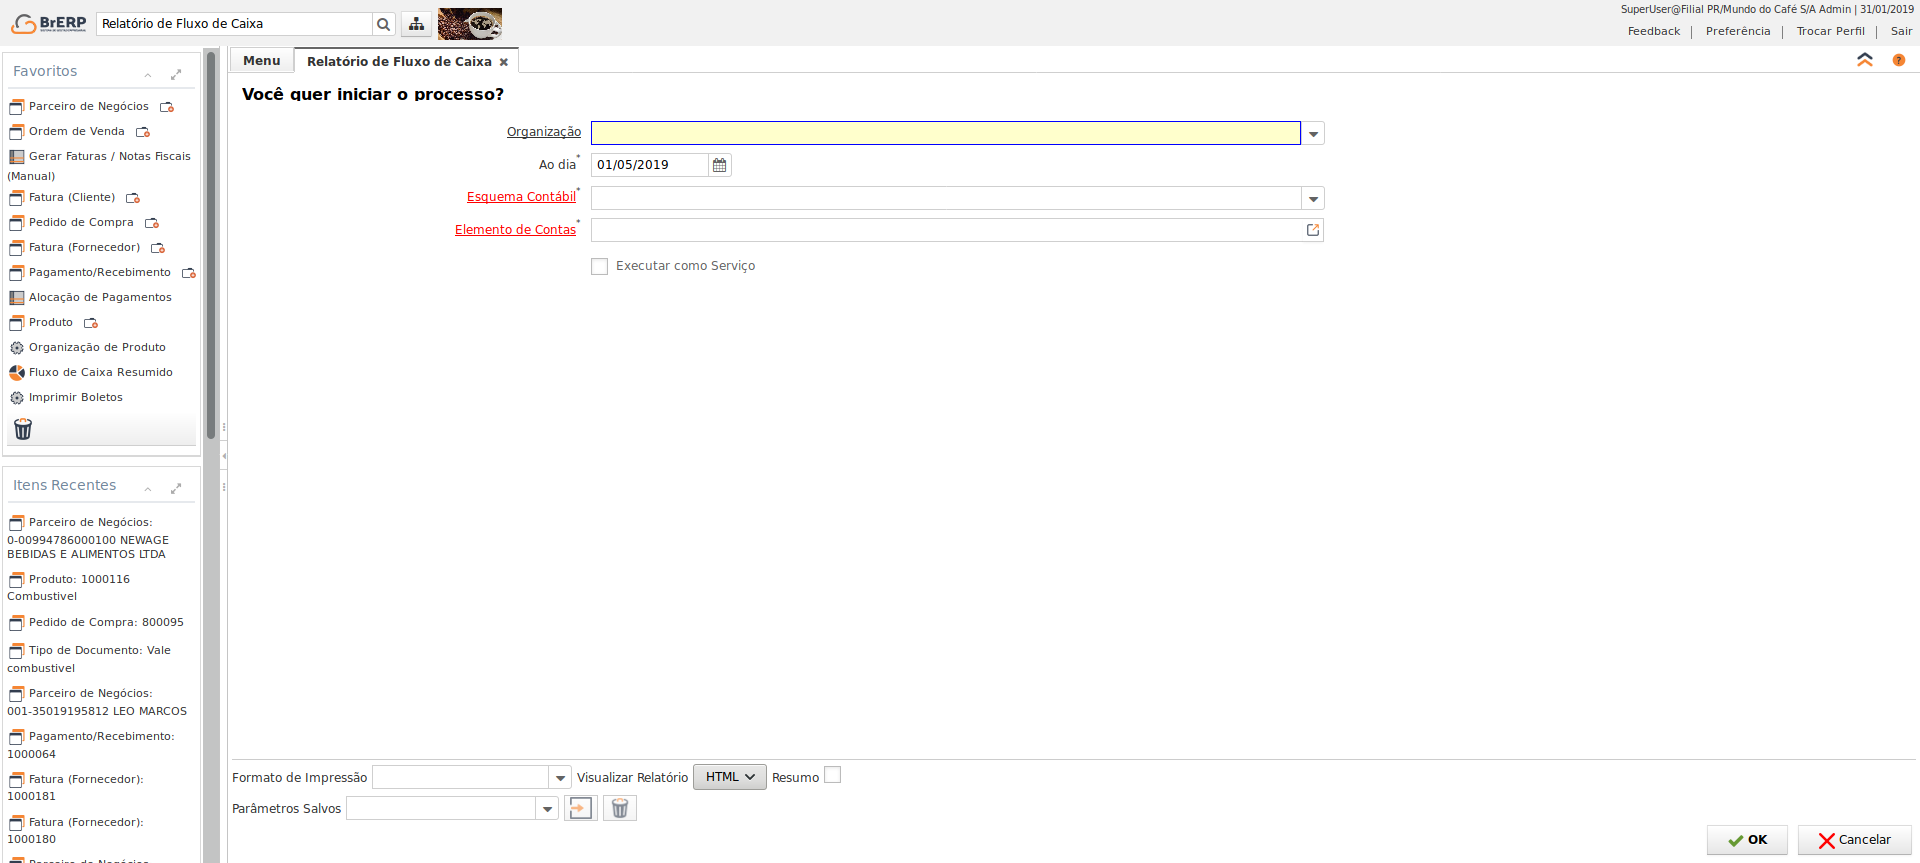 BrERP
Relatório de Fluxo de Caixa
SuperUser@Filial PR/Mundo do Café S/A Admin | 31/01/2019
Feedback | Preferência | Trocar Perfil | Sair
Favoritos
Parceiro de Negócios
Ordem de Venda
Gerar Faturas / Notas Fiscais
(Manual)
Fatura (Cliente)
Pedido de Compra
Fatura (Fornecedor)
Pagamento/Recebimento
Alocação de Pagamentos
Produto
Organização de Produto
Fluxo de Caixa Resumido
Imprimir Boletos
Itens Recentes
Parceiro de Negócios:
0-00994786000100 NEWAGE
BEBIDAS E ALIMENTOS LTDA
Produto: 1000116
Combustivel
Pedido de Compra: 800095
Tipo de Documento: Vale
combustivel
Parceiro de Negócios:
001-35019195812 LEO MARCOS
Pagamento/Recebimento:
1000064
Fatura (Fornecedor):
1000181
Fatura (Fornecedor):
1000180
Parceiro de Negócios
Menu
Relatório de Fluxo de Caixa
Você quer iniciar o processo?
Organização
Ao dia* 01/05/2019
Esquema Contábil*
Elemento de Contas*
Executar como Serviço
Formato de Impressão Visualizar Relatório HTML Resumo
Parâmetros Salvos
OK Cancelar